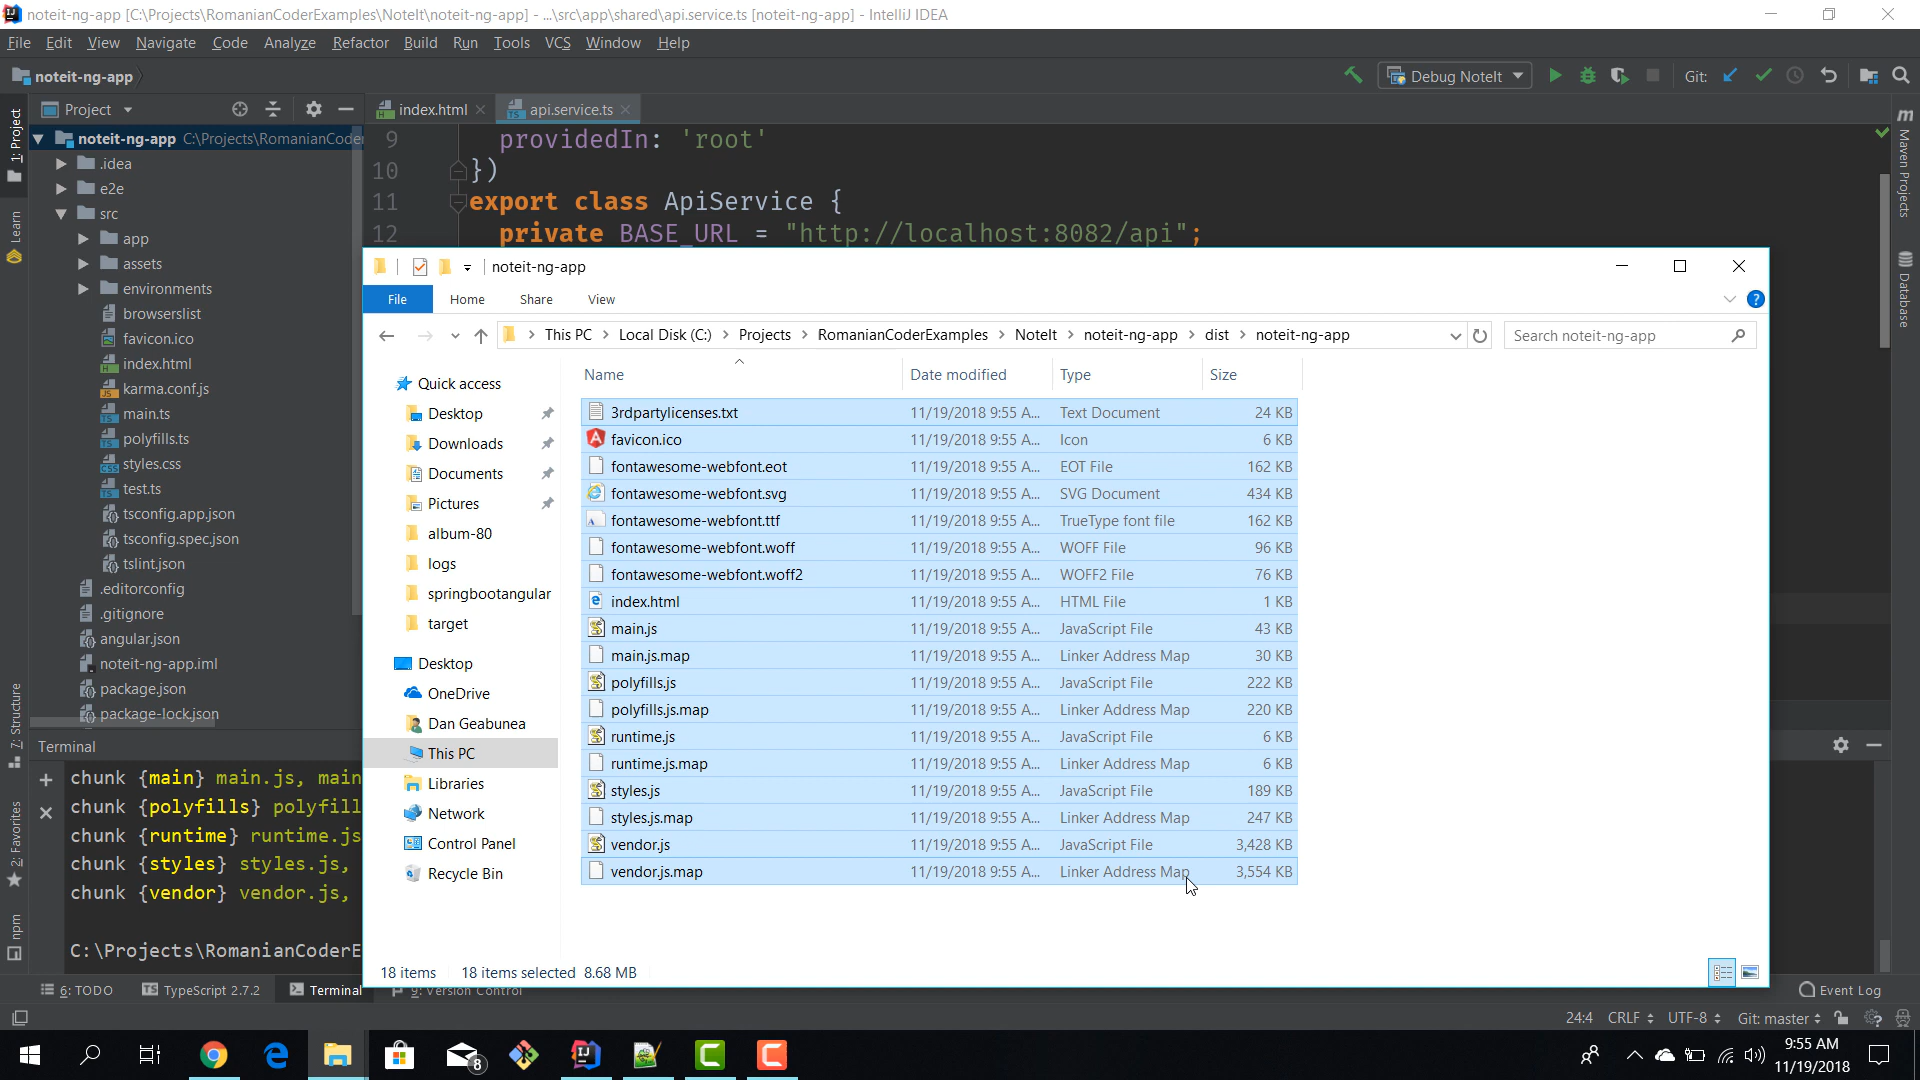 noteit-ng-app [C:\Projects\RomanianCoderExamples\NoteIt\noteit-ng-app] - ...\src\app\shared\api.service.ts [noteit-ng-app] - IntelliJ IDEA
File Edit View Navigate Code Analyze Refactor Build Run Tools VCS Window Help
noteit-ng-app
Debug NoteIt
Git:
Project
index.html
api.service.ts
1: Project
Learn
7: Structure
2: Favorites
npm
Maven Projects
Database
noteit-ng-app C:\Projects\RomanianCoder
.idea
e2e
src
app
assets
environments
browserslist
favicon.ico
index.html
karma.conf.js
main.ts
polyfills.ts
styles.css
test.ts
tsconfig.app.json
tsconfig.spec.json
tslint.json
.editorconfig
.gitignore
angular.json
noteit-ng-app.iml
package.json
package-lock.json
9 providedIn: 'root'
10 })
11 export class ApiService {
12 private BASE_URL = "http://localhost:8082/api";
noteit-ng-app
File Home Share View
This PC Local Disk (C:) Projects RomanianCoderExamples NoteIt noteit-ng-app dist noteit-ng-app
Search noteit-ng-app
Quick access
Desktop
Downloads
Documents
Pictures
album-80
logs
springbootangular
target
Desktop
OneDrive
Dan Geabunea
This PC
Libraries
Network
Control Panel
Recycle Bin
Name Date modified Type Size
3rdpartylicenses.txt 11/19/2018 9:55 A... Text Document 24 KB
favicon.ico 11/19/2018 9:55 A... Icon 6 KB
fontawesome-webfont.eot 11/19/2018 9:55 A... EOT File 162 KB
fontawesome-webfont.svg 11/19/2018 9:55 A... SVG Document 434 KB
fontawesome-webfont.ttf 11/19/2018 9:55 A... TrueType font file 162 KB
fontawesome-webfont.woff 11/19/2018 9:55 A... WOFF File 96 KB
fontawesome-webfont.woff2 11/19/2018 9:55 A... WOFF2 File 76 KB
index.html 11/19/2018 9:55 A... HTML File 1 KB
main.js 11/19/2018 9:55 A... JavaScript File 43 KB
main.js.map 11/19/2018 9:55 A... Linker Address Map 30 KB
polyfills.js 11/19/2018 9:55 A... JavaScript File 222 KB
polyfills.js.map 11/19/2018 9:55 A... Linker Address Map 220 KB
runtime.js 11/19/2018 9:55 A... JavaScript File 6 KB
runtime.js.map 11/19/2018 9:55 A... Linker Address Map 6 KB
styles.js 11/19/2018 9:55 A... JavaScript File 189 KB
styles.js.map 11/19/2018 9:55 A... Linker Address Map 247 KB
vendor.js 11/19/2018 9:55 A... JavaScript File 3,428 KB
vendor.js.map 11/19/2018 9:55 A... Linker Address Map 3,554 KB
18 items 18 items selected 8.68 MB
Terminal
chunk {main} main.js, main
chunk {polyfills} polyfill
chunk {runtime} runtime.js
chunk {styles} styles.js,
chunk {vendor} vendor.js,
C:\Projects\RomanianCoderE
6: TODO TypeScript 2.7.2 Terminal 9: Version Control Event Log
24:4 CRLF UTF-8 Git: master
8
9:55 AM
11/19/2018